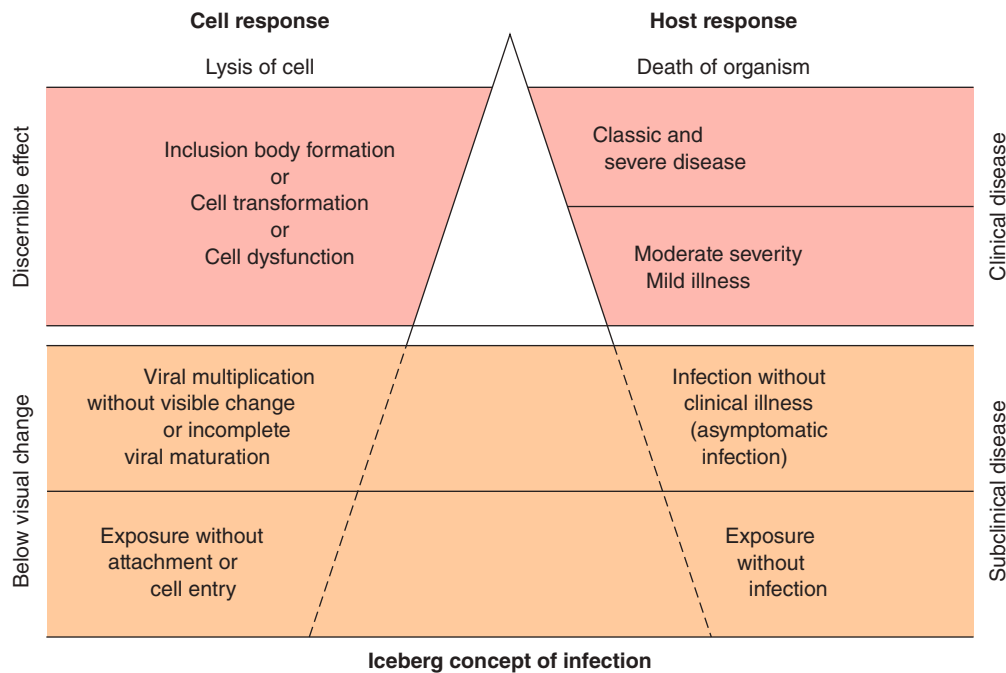 Cell response
Host response
Lysis of cell
Death of organism
Discernible effect
Inclusion body formation
or
Cell transformation
or
Cell dysfunction
Classic and
severe disease
Moderate severity
Mild illness
Clinical disease
Below visual change
Viral multiplication
without visible change
or incomplete
viral maturation
Infection without
clinical illness
(asymptomatic
infection)
Exposure without
attachment or
cell entry
Exposure
without
infection
Subclinical disease
Iceberg concept of infection